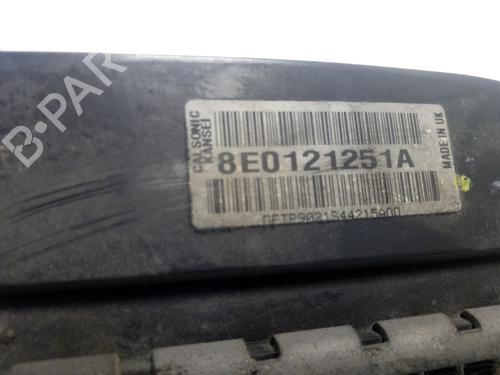 B-PAR
CALSONIC
KANSEI
8E0121251A
MADE IN UK